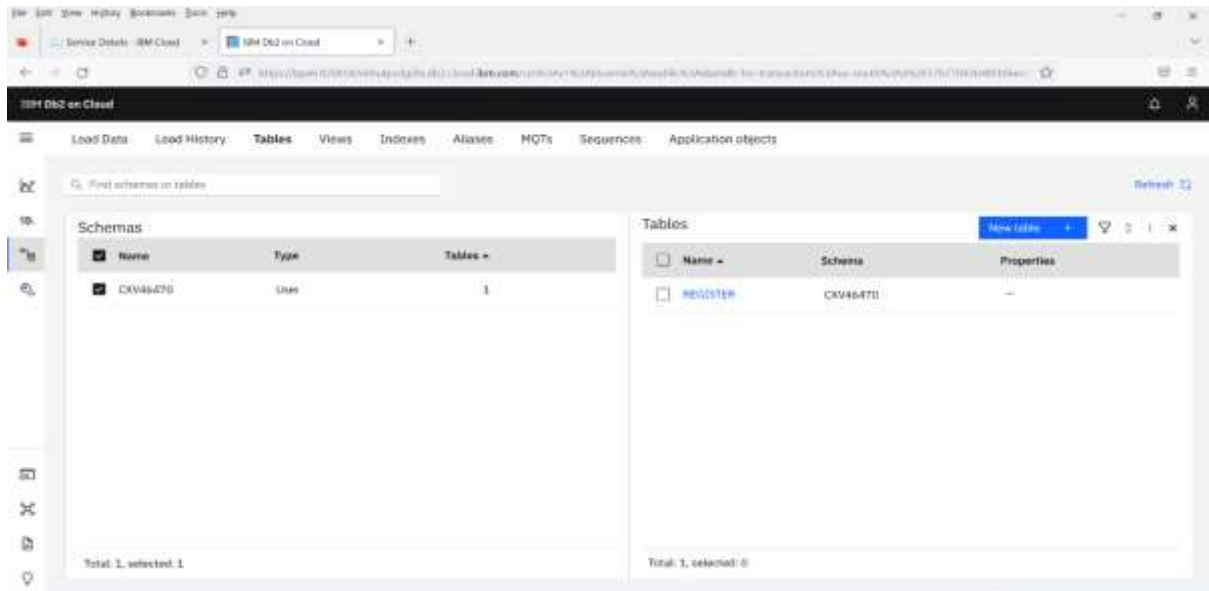 File Edit View History Bookmarks Tools Help
Service Details - IBM Cloud × IBM Db2 on Cloud × +
IBM Db2 on Cloud
Load Data Load History Tables Views Indexes Aliases MQTs Sequences Application objects
Find schemas or tables
Refresh
Schemas
Name Type Tables
CXV46470 User 1
Total: 1, selected: 1
Tables
New table +
Name Schema Properties
REGISTER CXV46470 ...
Total: 1, selected: 0